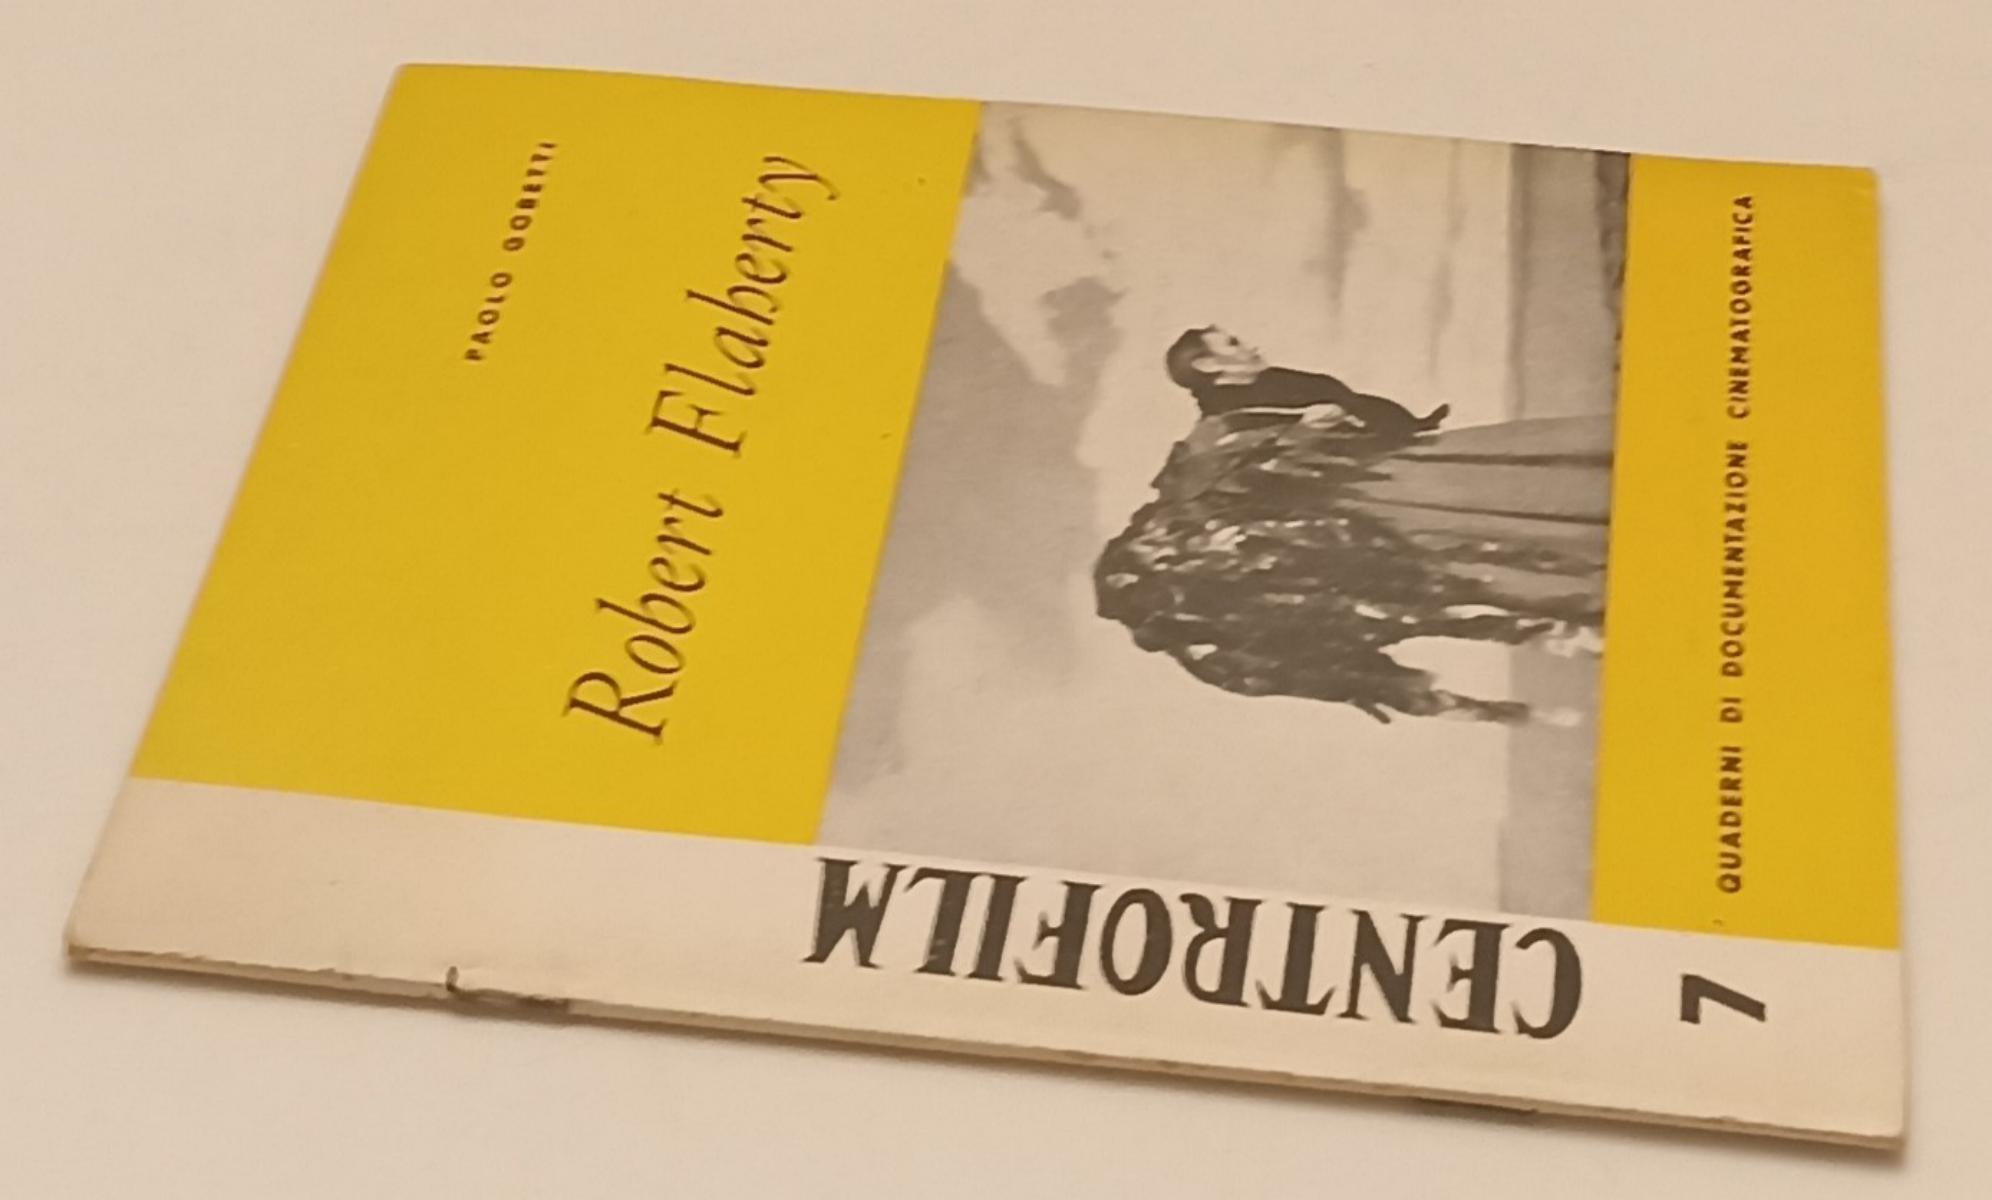 PAOLO GOBETTI
Robert Flaherty
CENTROFILM
7
QUADERNI DI DOCUMENTAZIONE CINEMATOGRAFICA